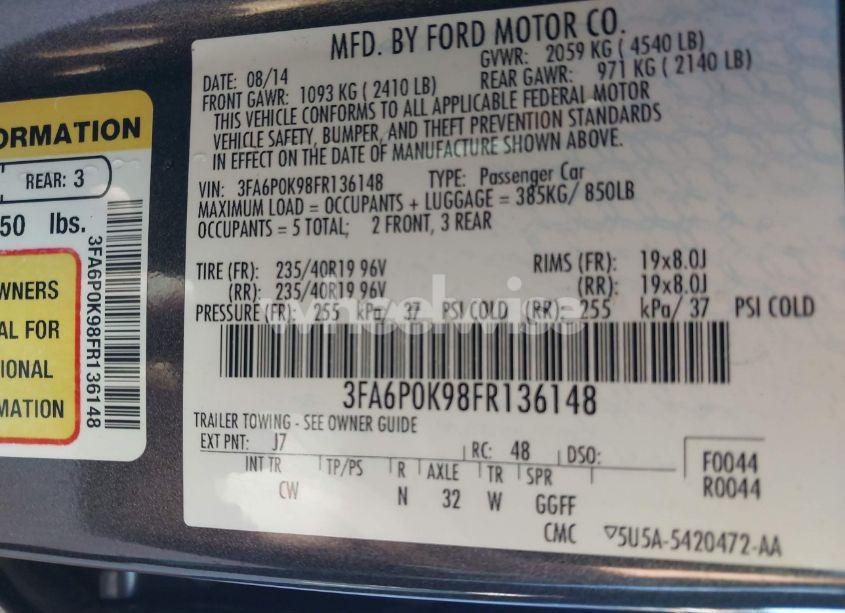 MFD. BY FORD MOTOR CO.
DATE: 08/14 GVWR: 2059 KG ( 4540 LB)
FRONT GAWR: 1093 KG ( 2410 LB) REAR GAWR: 971 KG ( 2140 LB)
THIS VEHICLE CONFORMS TO ALL APPLICABLE FEDERAL MOTOR
VEHICLE SAFETY, BUMPER, AND THEFT PREVENTION STANDARDS
IN EFFECT ON THE DATE OF MANUFACTURE SHOWN ABOVE.
VIN: 3FA6P0K98FR136148 TYPE: Passenger Car
MAXIMUM LOAD = OCCUPANTS + LUGGAGE = 385KG/ 850LB
OCCUPANTS = 5 TOTAL; 2 FRONT, 3 REAR
TIRE (FR): 235/40R19 96V RIMS (FR): 19x8.0J
(RR): 235/40R19 96V (RR): 19x8.0J
PRESSURE (FR): 255 kPa/ 37 PSI COLD (RR): 255 kPa/ 37 PSI COLD
3FA6P0K98FR136148
TRAILER TOWING - SEE OWNER GUIDE
EXT PNT: J7 RC: 48 DSO:
INT TR TP/PS R AXLE TR SPR
CW N 32 W GGFF
F0044
R0044
CMC ▽5U5A-5420472-AA
ORMATION
REAR: 3
50 lbs.
WNERS
AL FOR
IONAL
MATION
3FA6P0K98FR136148